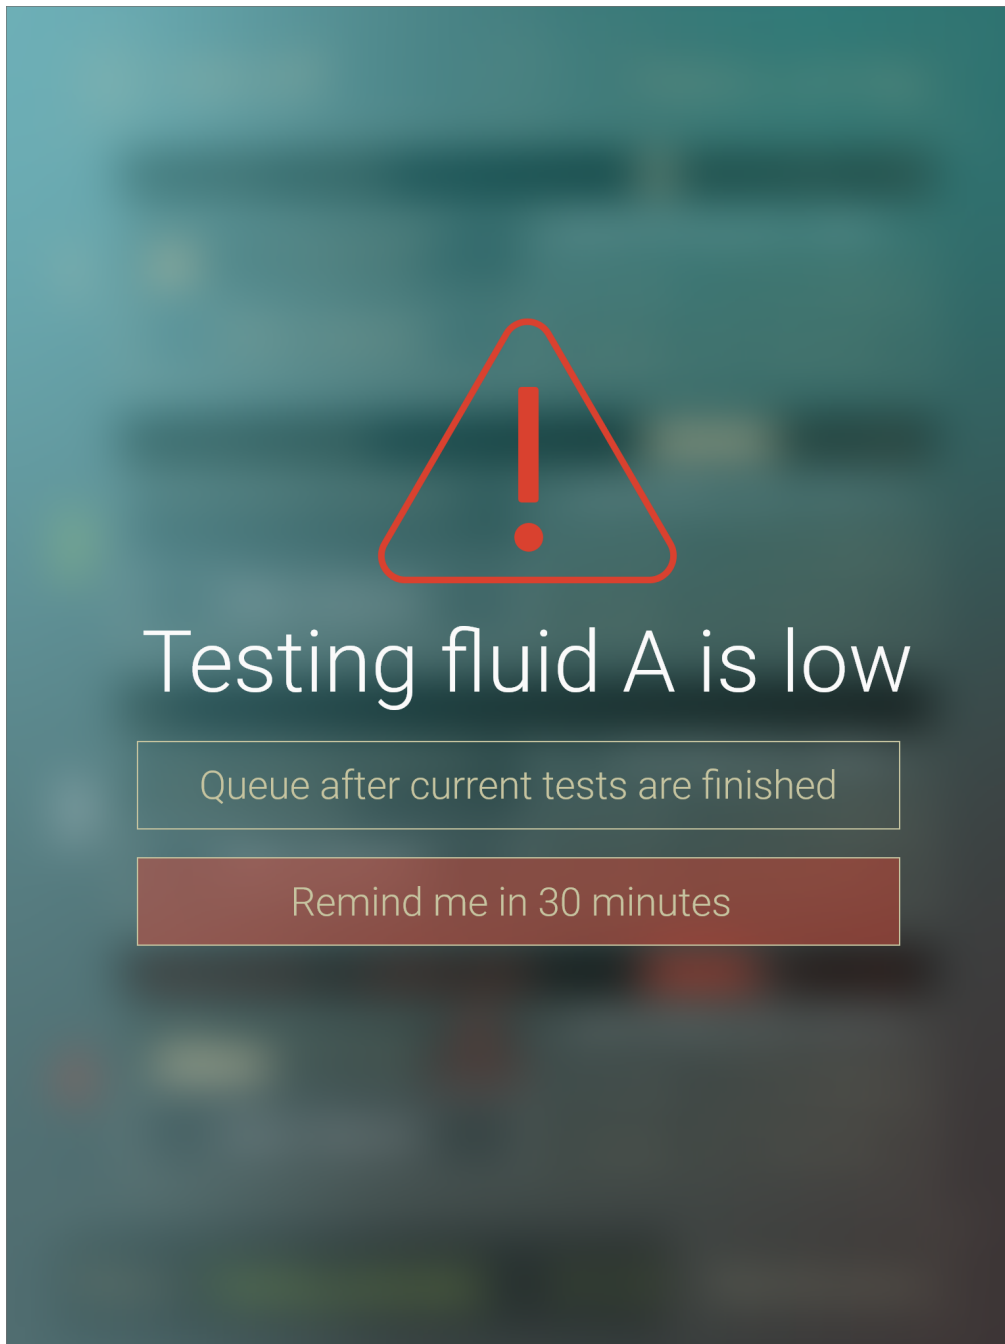 Testing fluid A is low
Queue after current tests are finished
Remind me in 30 minutes